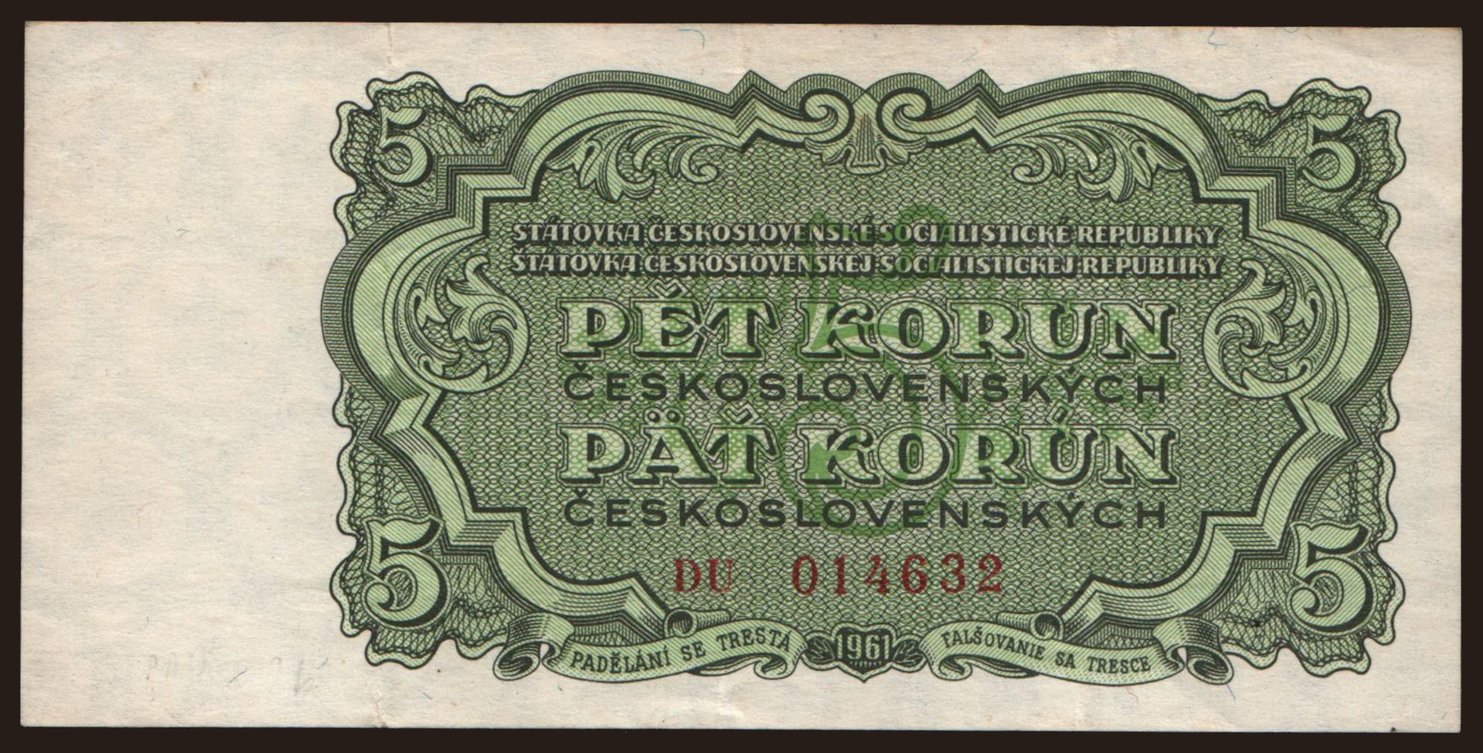 5 5
STÁTOVKA ČESKOSLOVENSKÉ SOCIALISTICKÉ REPUBLIKY
ŠTÁTOVKA ČESKOSLOVENSKEJ SOCIALISTICKEJ REPUBLIKY
PĚT KORUN
ČESKOSLOVENSKÝCH
PÄŤ KORÚN
ČESKOSLOVENSKÝCH
5 5
DU 014632
PADĚLÁNÍ SE TRESTÁ 1961 FALŠOVANIE SA TRESCE